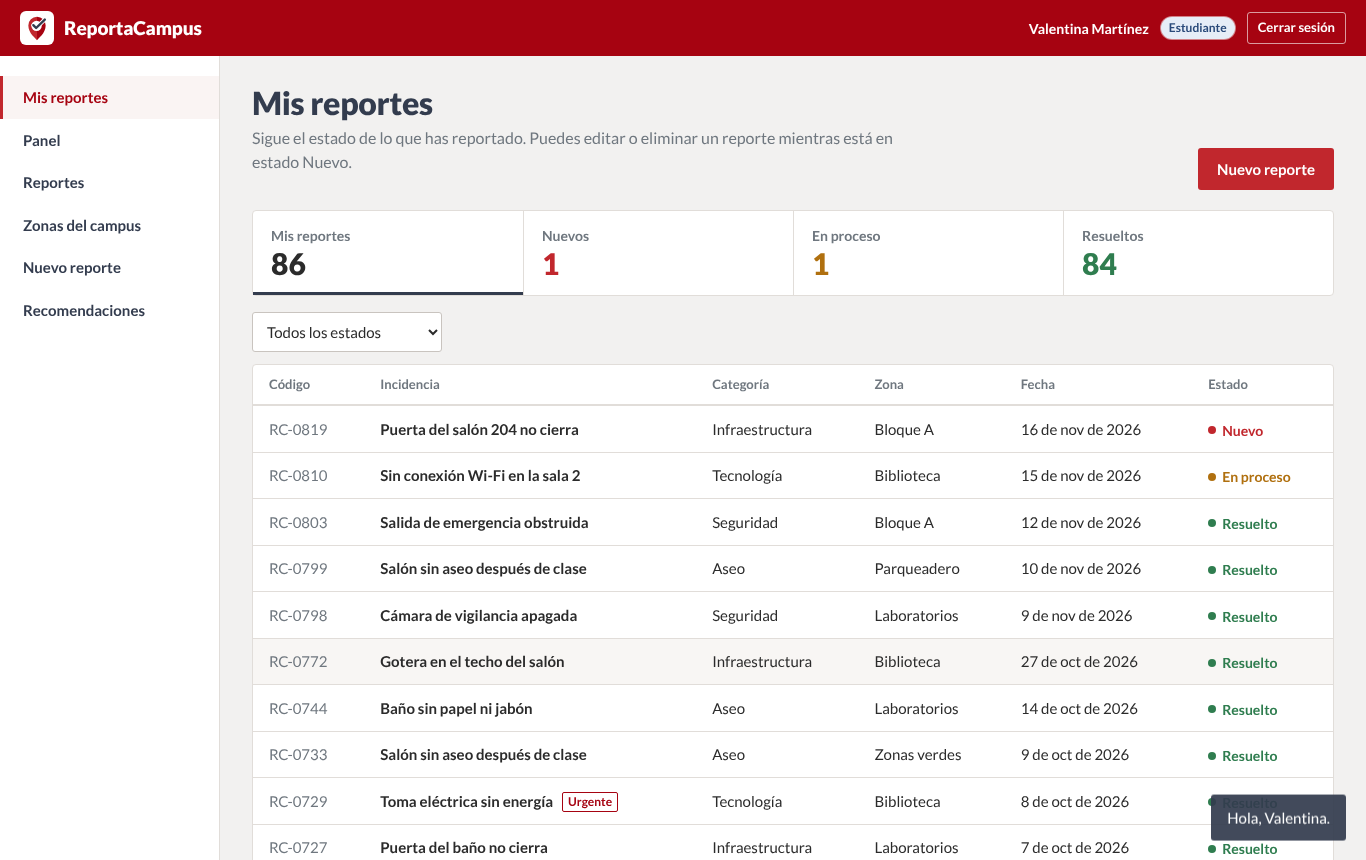 ReportaCampus
Valentina Martínez Estudiante Cerrar sesión
Mis reportes
Panel
Reportes
Zonas del campus
Nuevo reporte
Recomendaciones
Mis reportes
Sigue el estado de lo que has reportado. Puedes editar o eliminar un reporte mientras está en
estado Nuevo.
Nuevo reporte
Mis reportes Nuevos En proceso Resueltos
86 1 1 84
Todos los estados
Código Incidencia Categoría Zona Fecha Estado
RC-0819 Puerta del salón 204 no cierra Infraestructura Bloque A 16 de nov de 2026 Nuevo
RC-0810 Sin conexión Wi-Fi en la sala 2 Tecnología Biblioteca 15 de nov de 2026 En proceso
RC-0803 Salida de emergencia obstruida Seguridad Bloque A 12 de nov de 2026 Resuelto
RC-0799 Salón sin aseo después de clase Aseo Parqueadero 10 de nov de 2026 Resuelto
RC-0798 Cámara de vigilancia apagada Seguridad Laboratorios 9 de nov de 2026 Resuelto
RC-0772 Gotera en el techo del salón Infraestructura Biblioteca 27 de oct de 2026 Resuelto
RC-0744 Baño sin papel ni jabón Aseo Laboratorios 14 de oct de 2026 Resuelto
RC-0733 Salón sin aseo después de clase Aseo Zonas verdes 9 de oct de 2026 Resuelto
RC-0729 Toma eléctrica sin energía Urgente Tecnología Biblioteca 8 de oct de 2026 Resuelto
Hola, Valentina.
RC-0727 Puerta del baño no cierra Infraestructura Laboratorios 7 de oct de 2026 Resuelto